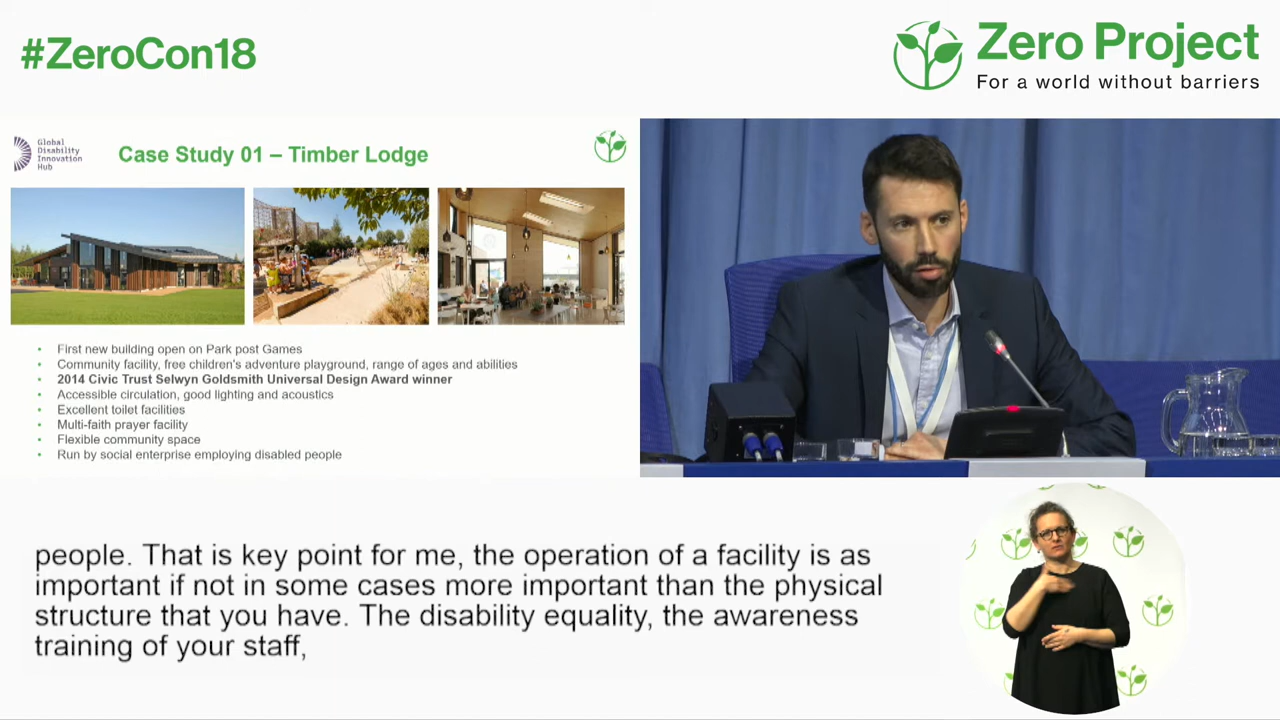 #ZeroCon18
Zero Project
For a world without barriers
Global
Disability
Innovation
Hub
Case Study 01 – Timber Lodge
• First new building open on Park post Games
• Community facility, free children's adventure playground, range of ages and abilities
• 2014 Civic Trust Selwyn Goldsmith Universal Design Award winner
• Accessible circulation, good lighting and acoustics
• Excellent toilet facilities
• Multi-faith prayer facility
• Flexible community space
• Run by social enterprise employing disabled people
people. That is key point for me, the operation of a facility is as
important if not in some cases more important than the physical
structure that you have. The disability equality, the awareness
training of your staff,